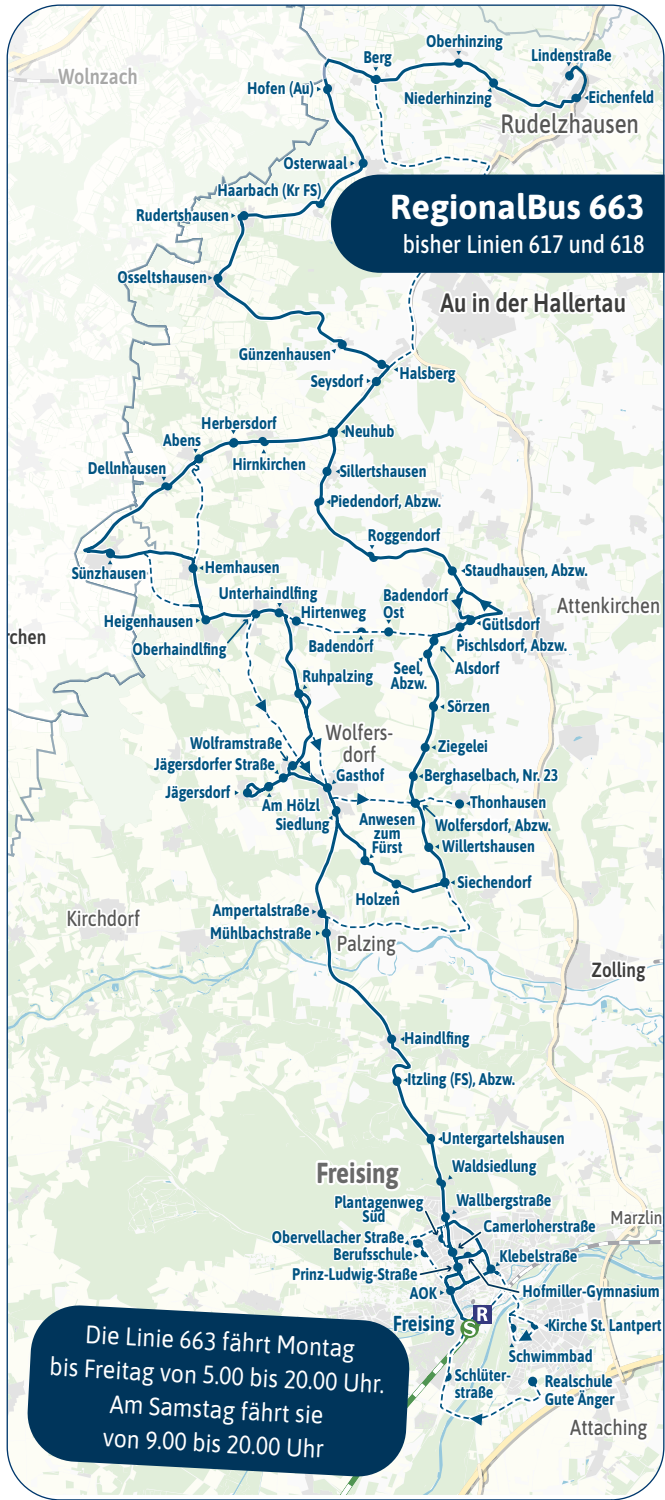 Wolnzach
Berg
Oberhinzing
Lindenstraße
Hofen (Au)
Niederhinzing
Eichenfeld
Rudelzhausen
Osterwaal
Haarbach (Kr FS)
Rudertshausen
RegionalBus 663
bisher Linien 617 und 618
Osseltshausen
Au in der Hallertau
Günzenhausen
Halsberg
Seysdorf
Herbersdorf
Neuhub
Abens
Hirnkirchen
Dellnhausen
Sillertshausen
Piedendorf, Abzw.
Roggendorf
Sünzhausen
Hemhausen
Staudhausen, Abzw.
Unterhaindlfing
Hirtenweg
Badendorf
Ost
Attenkirchen
Heigenhausen
Gütlsdorf
rchen
Oberhaindlfing
Badendorf
Pischlsdorf, Abzw.
Seel,
Abzw.
Alsdorf
Ruhpalzing
Sörzen
Wolfers-
dorf
Wolframstraße
Ziegelei
Jägersdorfer Straße
Gasthof
Berghaselbach, Nr. 23
Jägersdorf
Am Hölzl
Thonhausen
Siedlung
Anwesen
zum
Fürst
Wolfersdorf, Abzw.
Willertshausen
Holzen
Siechendorf
Kirchdorf
Ampertalstraße
Mühlbachstraße
Palzing
Zolling
Haindlfing
Itzling (FS), Abzw.
Untergartelshausen
Freising
Waldsiedlung
Plantagenweg
Süd
Wallbergstraße
Marzlin
Camerloherstraße
Obervellacher Straße
Berufsschule
Klebelstraße
Prinz-Ludwig-Straße
AOK
Hofmiller-Gymnasium
Freising
S
R
Kirche St. Lantpert
Schwimmbad
Schlüter-
straße
Realschule
Gute Änger
Attaching
Die Linie 663 fährt Montag
bis Freitag von 5.00 bis 20.00 Uhr.
Am Samstag fährt sie
von 9.00 bis 20.00 Uhr